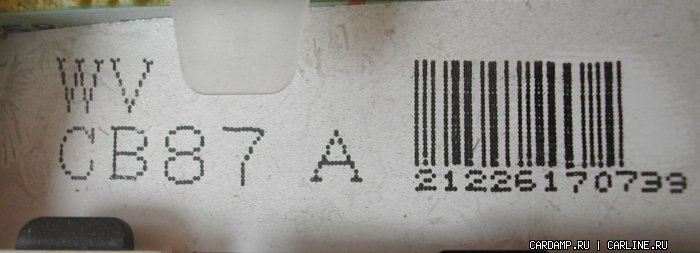 WV
CB87 A
21226170739
CARDAMP.RU | CARLINE.RU